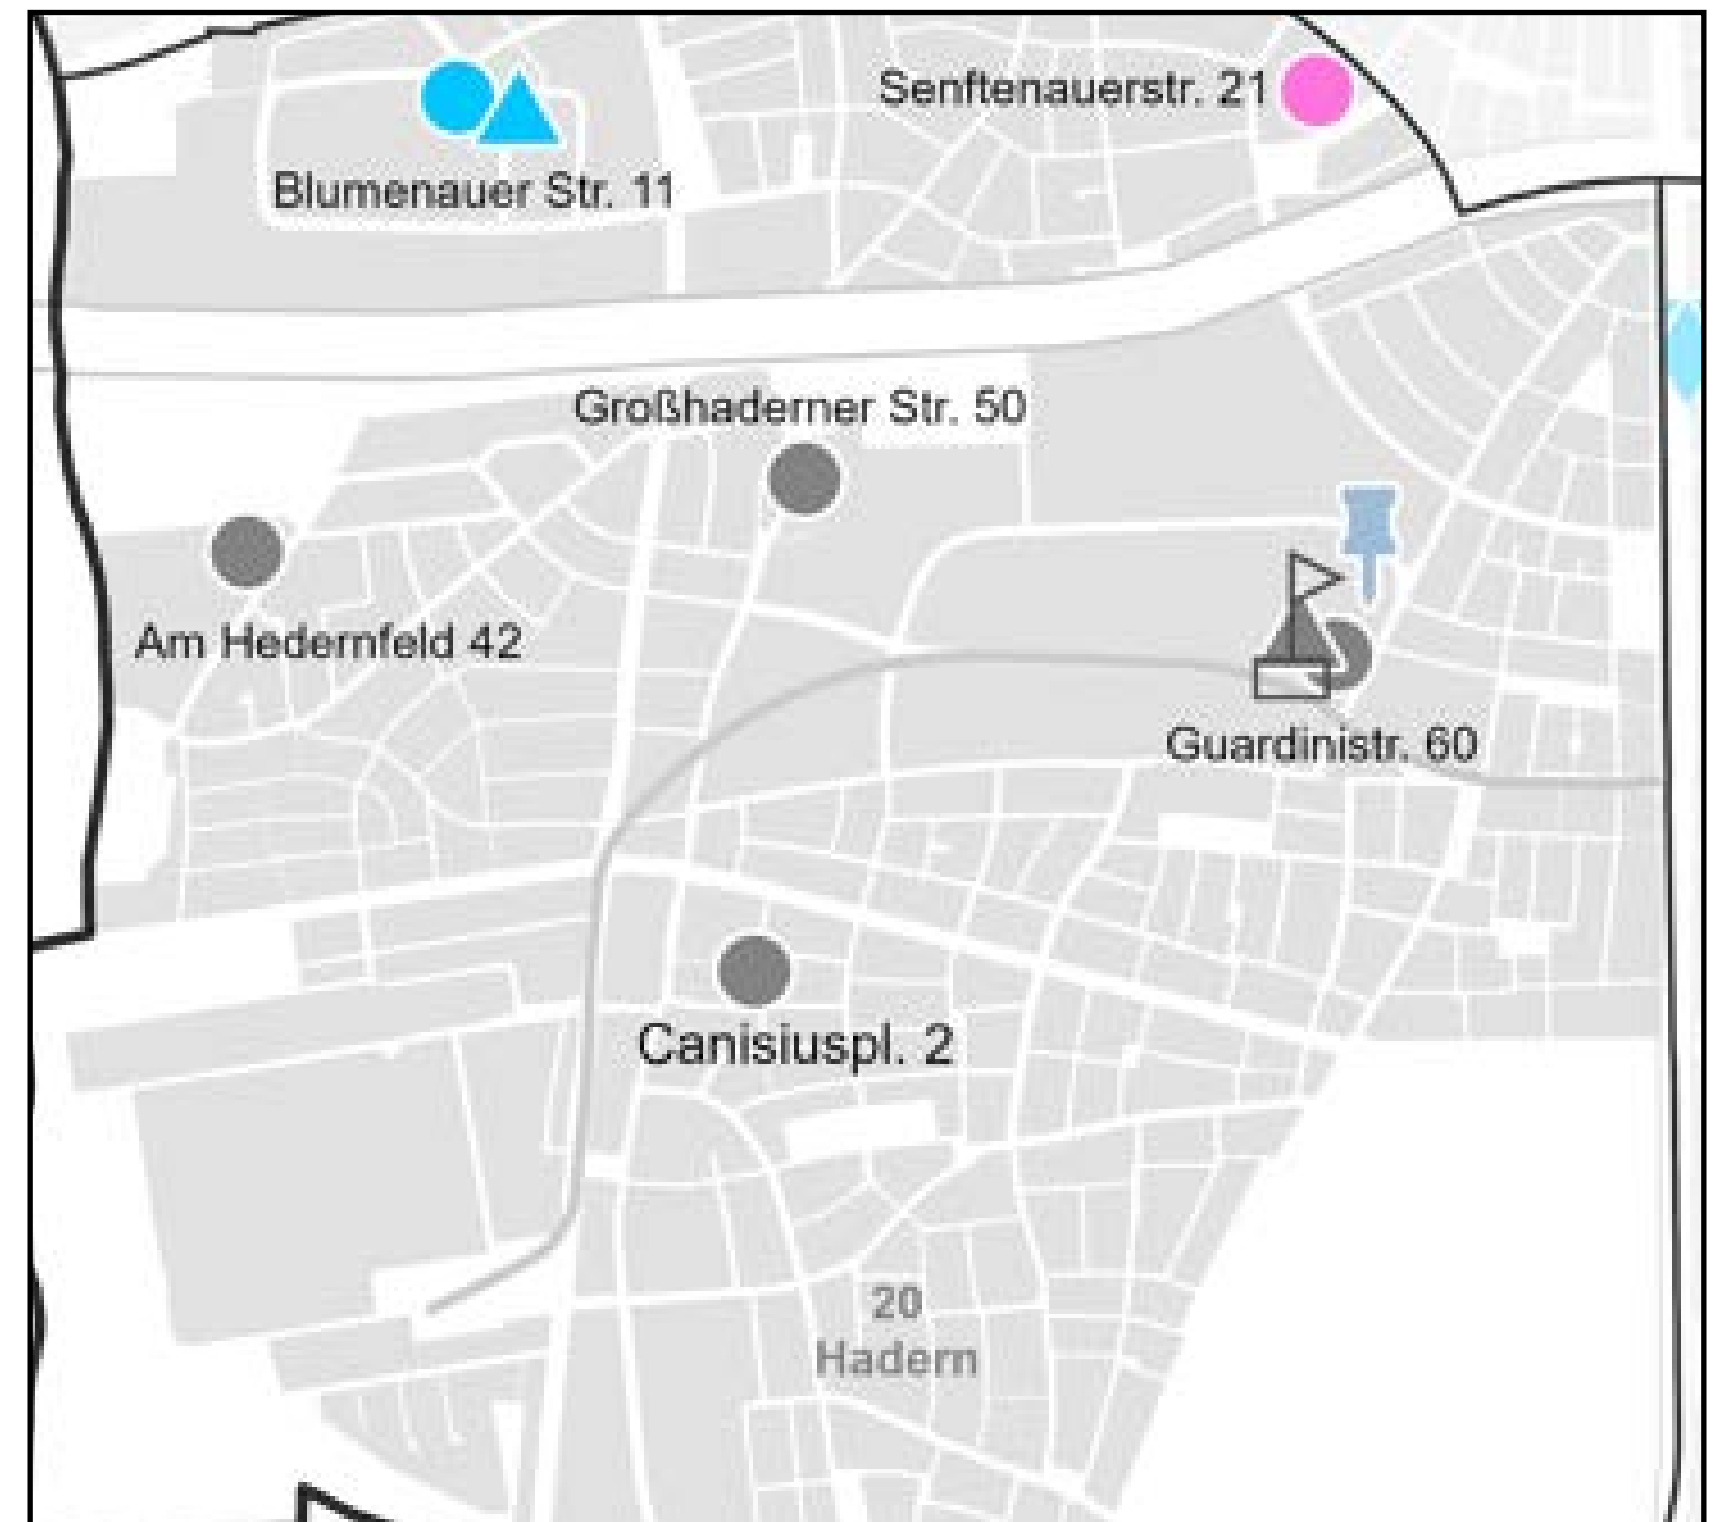 Senftenauerstr. 21
Blumenauer Str. 11
Großhaderner Str. 50
Am Hedernfeld 42
Guardinistr. 60
Canisiuspl. 2
20
Hadern